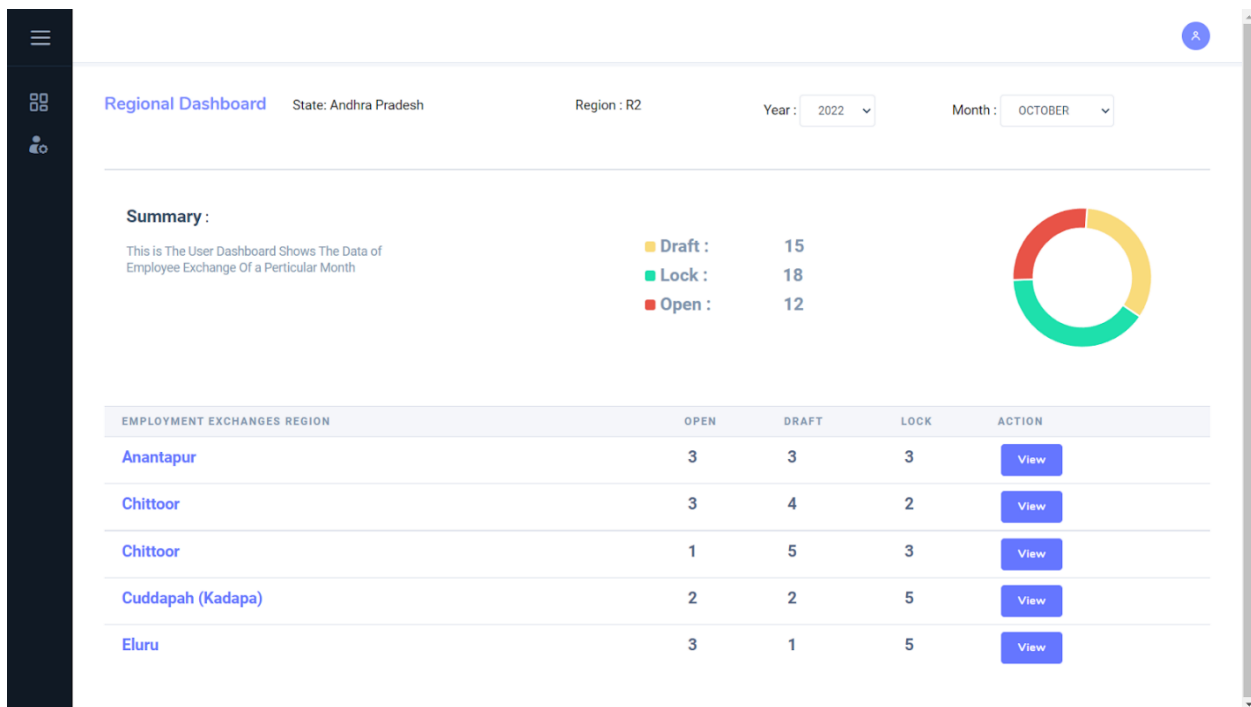 Regional Dashboard State: Andhra Pradesh Region : R2 Year : 2022 Month : OCTOBER
Summary :
This is The User Dashboard Shows The Data of
Employee Exchange Of a Perticular Month
Draft : 15
Lock : 18
Open : 12
EMPLOYMENT EXCHANGES REGION OPEN DRAFT LOCK ACTION
Anantapur 3 3 3 View
Chittoor 3 4 2 View
Chittoor 1 5 3 View
Cuddapah (Kadapa) 2 2 5 View
Eluru 3 1 5 View